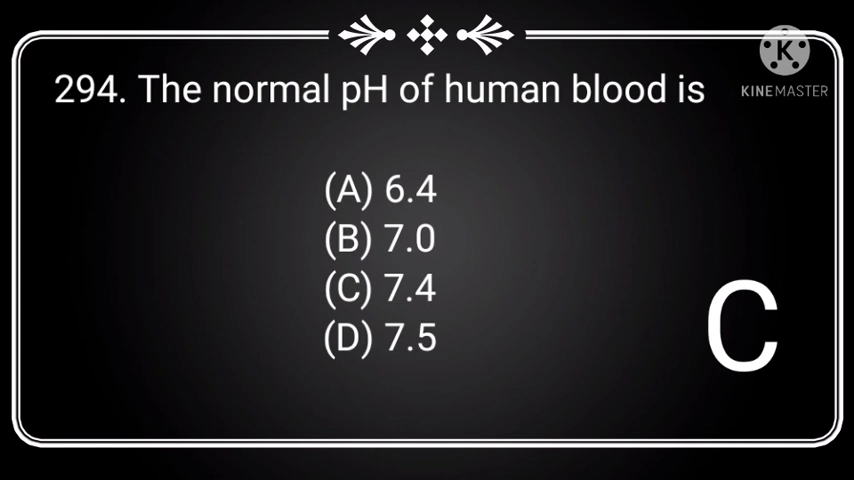 294. The normal pH of human blood is
K
KINEMASTER
(A) 6.4
(B) 7.0
(C) 7.4
(D) 7.5
C